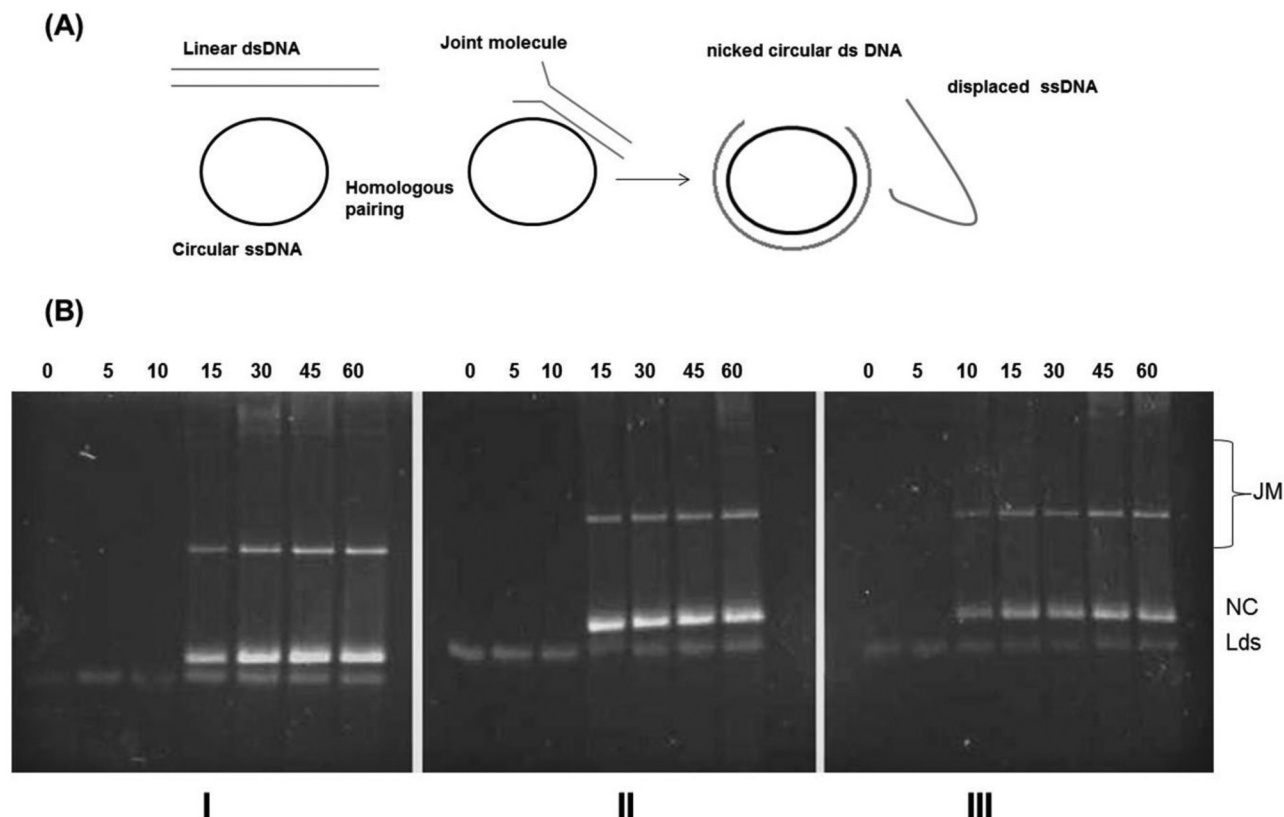 (A)
Linear dsDNA
Joint molecule
nicked circular ds DNA
displaced ssDNA
Homologous
pairing
Circular ssDNA
(B)
0 5 10 15 30 45 60 0 5 10 15 30 45 60 0 5 10 15 30 45 60
JM
NC
Lds
I II III